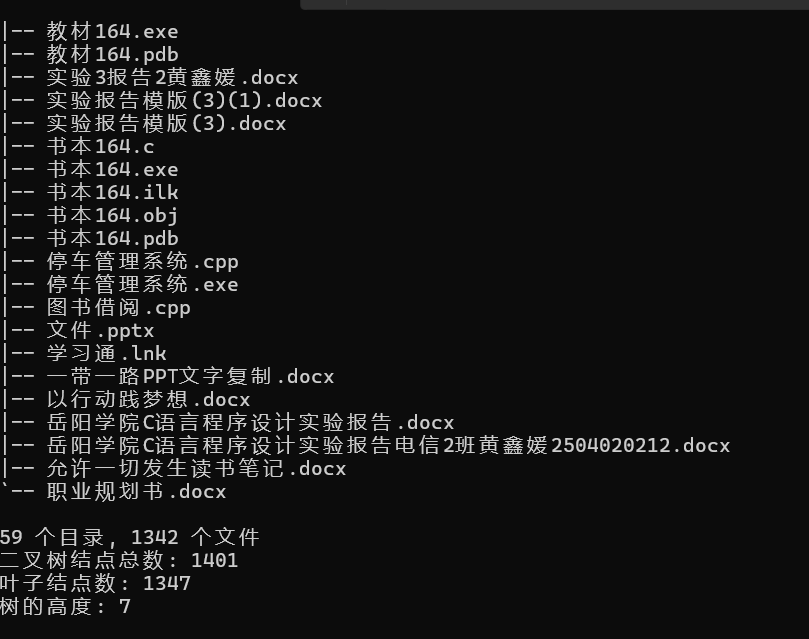 |-- 教材164.exe
|-- 教材164.pdb
|-- 实验3报告2黄鑫媛.docx
|-- 实验报告模版(3)(1).docx
|-- 实验报告模版(3).docx
|-- 书本164.c
|-- 书本164.exe
|-- 书本164.ilk
|-- 书本164.obj
|-- 书本164.pdb
|-- 停车管理系统.cpp
|-- 停车管理系统.exe
|-- 图书借阅.cpp
|-- 文件.pptx
|-- 学习通.lnk
|-- 一带一路PPT文字复制.docx
|-- 以行动践梦想.docx
|-- 岳阳学院C语言程序设计实验报告.docx
|-- 岳阳学院C语言程序设计实验报告电信2班黄鑫媛2504020212.docx
|-- 允许一切发生读书笔记.docx
`-- 职业规划书.docx
59 个目录, 1342 个文件
二叉树结点总数: 1401
叶子结点数: 1347
树的高度: 7